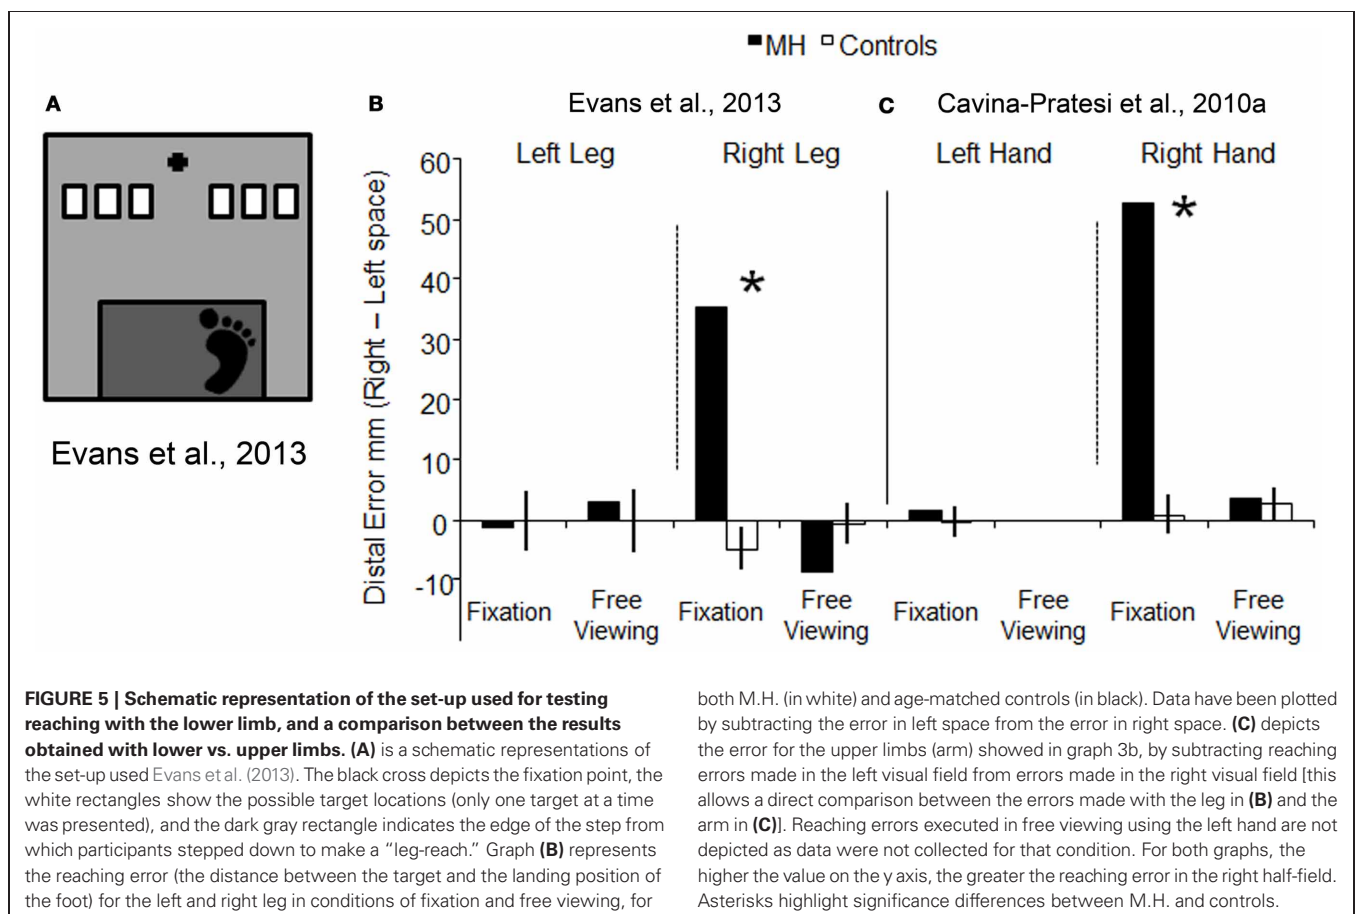 MH Controls
A
B
Evans et al., 2013
C
Cavina-Pratesi et al., 2010a
Left Leg
Right Leg
Left Hand
Right Hand
Distal Error mm (Right – Left space)
60
50
40
30
20
10
0
-10
*
*
Fixation
Free
Viewing
Fixation
Free
Viewing
Fixation
Free
Viewing
Fixation
Free
Viewing
Evans et al., 2013
FIGURE 5 | Schematic representation of the set-up used for testing
reaching with the lower limb, and a comparison between the results
obtained with lower vs. upper limbs. (A) is a schematic representations of
the set-up used Evans et al. (2013). The black cross depicts the fixation point, the
white rectangles show the possible target locations (only one target at a time
was presented), and the dark gray rectangle indicates the edge of the step from
which participants stepped down to make a “leg-reach.” Graph (B) represents
the reaching error (the distance between the target and the landing position of
the foot) for the left and right leg in conditions of fixation and free viewing, for
both M.H. (in white) and age-matched controls (in black). Data have been plotted
by subtracting the error in left space from the error in right space. (C) depicts
the error for the upper limbs (arm) showed in graph 3b, by subtracting reaching
errors made in the left visual field from errors made in the right visual field [this
allows a direct comparison between the errors made with the leg in (B) and the
arm in (C)]. Reaching errors executed in free viewing using the left hand are not
depicted as data were not collected for that condition. For both graphs, the
higher the value on the y axis, the greater the reaching error in the right half-field.
Asterisks highlight significance differences between M.H. and controls.